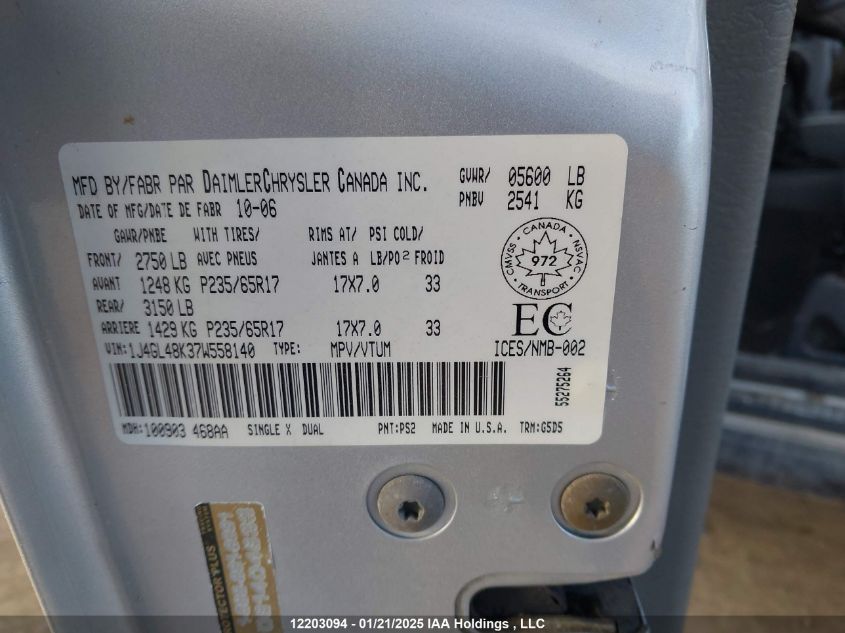 MFD BY/FABR PAR DAIMLERCHRYSLER CANADA INC. GVWR/ 05600 LB
DATE OF MFG/DATE DE FABR 10-06 PNBV 2541 KG
GAWR/PNBE WITH TIRES/ RIMS AT/ PSI COLD/
FRONT/ 2750 LB AVEC PNEUS JANTES A LB/PO² FROID
AVANT 1248 KG P235/65R17 17X7.0 33
REAR/ 3150 LB
ARRIERE 1429 KG P235/65R17 17X7.0 33
CANADA
CMVSS NSVAC
972
TRANSPORT
EC
VIN:1J4GL48K37W558140 TYPE: MPV/VTUM ICES/NMB-002
55275264
MDH:100903 468AA SINGLE X DUAL PNT:PS2 MADE IN U.S.A. TRM:G5D5
PROTECTOR PLUS
12203094 - 01/21/2025 IAA Holdings, LLC